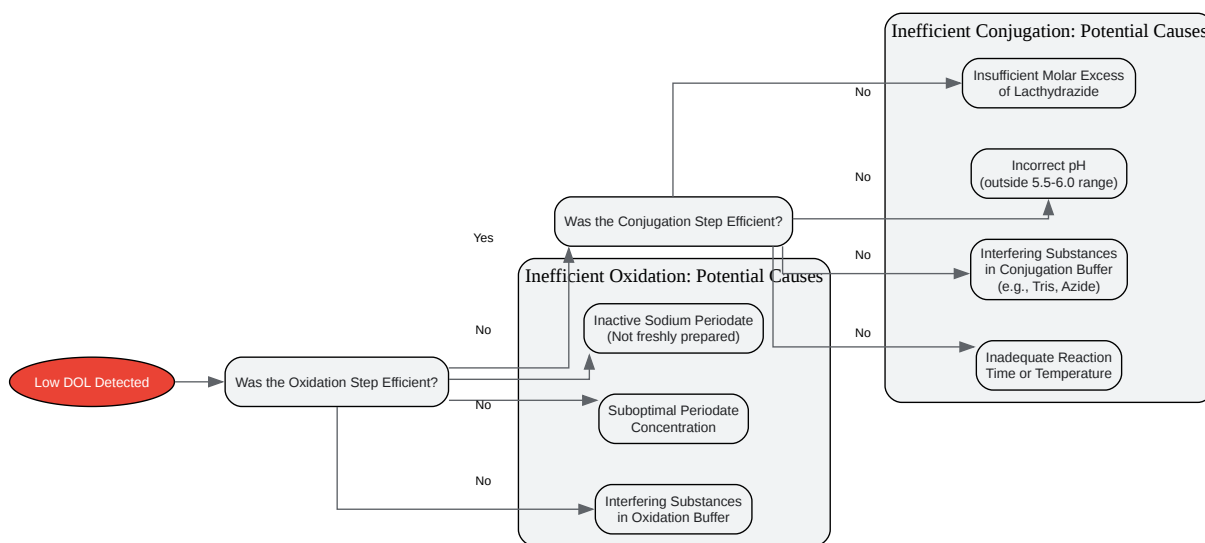 Inefficient Conjugation: Potential Causes
Insufficient Molar Excess
of Lacthydrazide
No
Incorrect pH
(outside 5.5-6.0 range)
No
Was the Conjugation Step Efficient?
Yes
Interfering Substances
in Conjugation Buffer
(e.g., Tris, Azide)
No
Inefficient Oxidation: Potential Causes
Inactive Sodium Periodate
(Not freshly prepared)
No
No
Inadequate Reaction
Time or Temperature
Low DOL Detected
Was the Oxidation Step Efficient?
No
Suboptimal Periodate
Concentration
No
Interfering Substances
in Oxidation Buffer